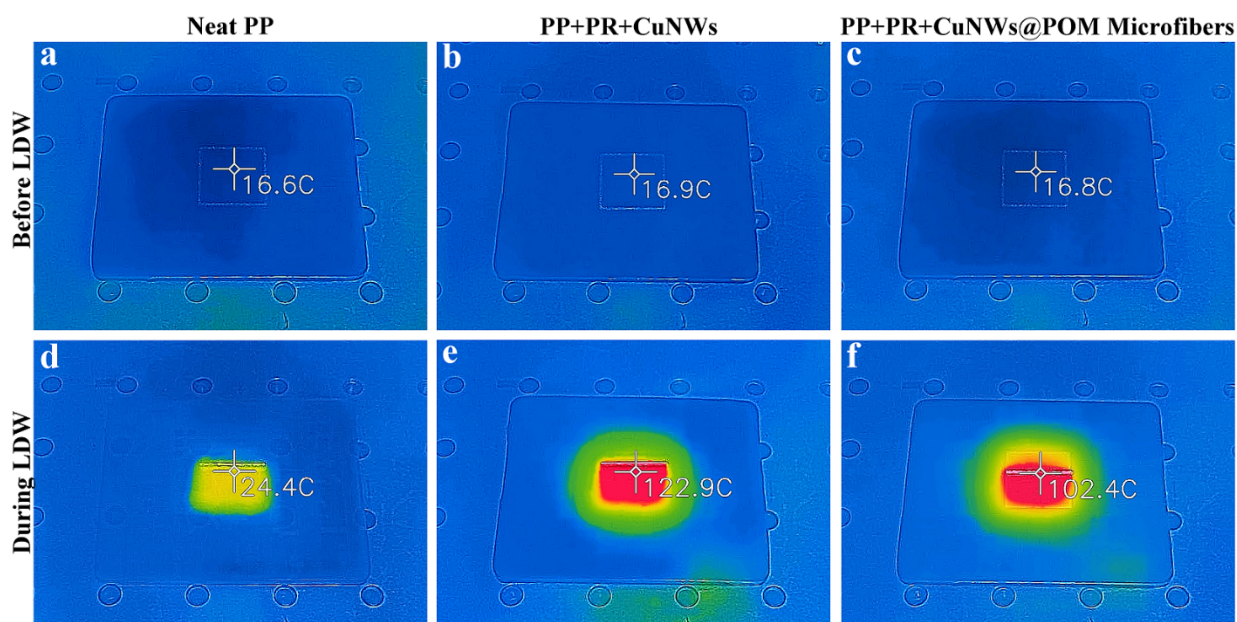 Neat PP
PP+PR+CuNWs
PP+PR+CuNWs@POM Microfibers
Before LDW
a
16.6C
b
16.9C
c
16.8C
During LDW
d
24.4C
e
122.9C
f
102.4C